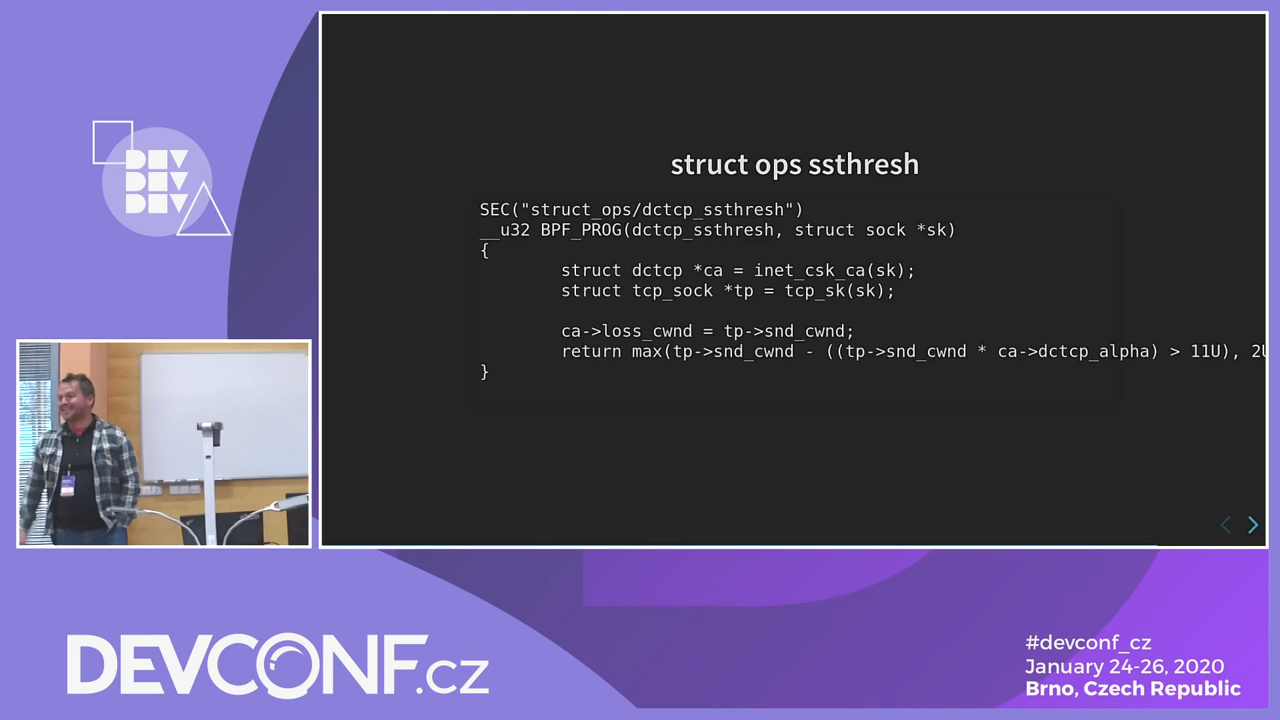 DEV
DEV
DEV
struct ops ssthresh
SEC("struct_ops/dctcp_ssthresh")
__u32 BPF_PROG(dctcp_ssthresh, struct sock *sk)
{
struct dctcp *ca = inet_csk_ca(sk);
struct tcp_sock *tp = tcp_sk(sk);
ca->loss_cwnd = tp->snd_cwnd;
return max(tp->snd_cwnd - ((tp->snd_cwnd * ca->dctcp_alpha) > 11U), 2U
}
DEVCONF.cz
#devconf_cz
January 24-26, 2020
Brno, Czech Republic